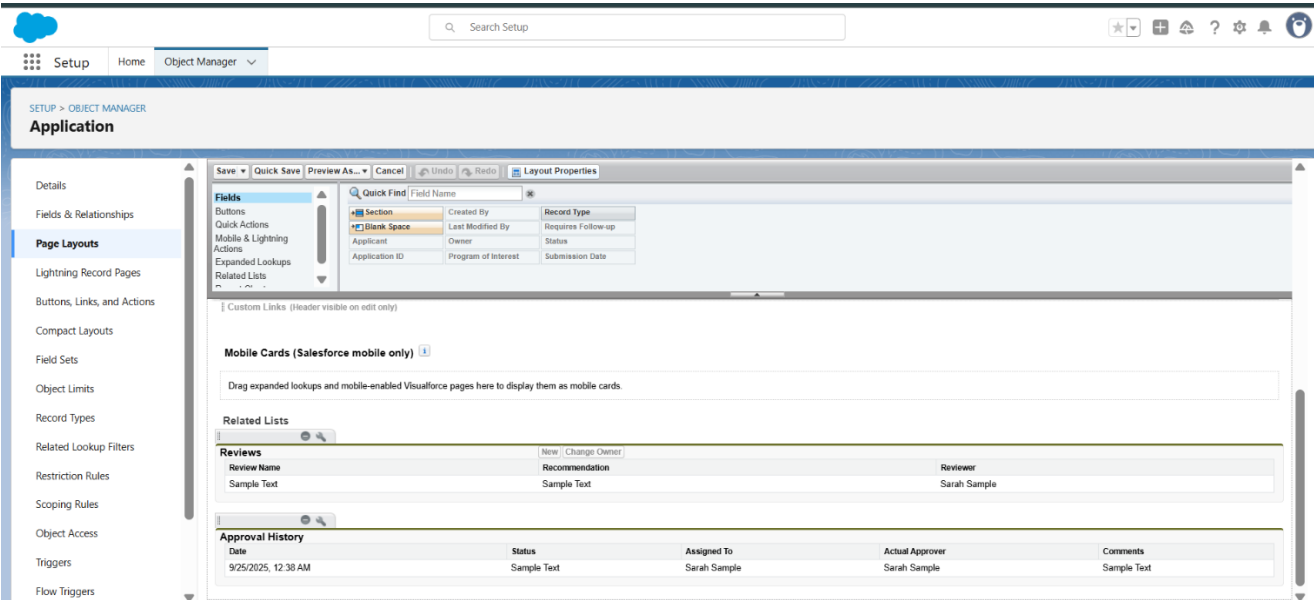 Search Setup
Setup Home Object Manager
SETUP > OBJECT MANAGER
Application
Details
Fields & Relationships
Page Layouts
Lightning Record Pages
Buttons, Links, and Actions
Compact Layouts
Field Sets
Object Limits
Record Types
Related Lookup Filters
Restriction Rules
Scoping Rules
Object Access
Triggers
Flow Triggers
Save Quick Save Preview As... Cancel Undo Redo Layout Properties
Fields
Buttons
Quick Actions
Mobile & Lightning
Actions
Expanded Lookups
Related Lists
Quick Find Field Name
Section Created By Record Type
Blank Space Last Modified By Requires Follow-up
Applicant Owner Status
Application ID Program of Interest Submission Date
Custom Links (Header visible on edit only)
Mobile Cards (Salesforce mobile only) i
Drag expanded lookups and mobile-enabled Visualforce pages here to display them as mobile cards.
Related Lists
Reviews New Change Owner
Review Name Recommendation Reviewer
Sample Text Sample Text Sarah Sample
Approval History
Date Status Assigned To Actual Approver Comments
9/25/2025, 12:38 AM Sample Text Sarah Sample Sarah Sample Sample Text